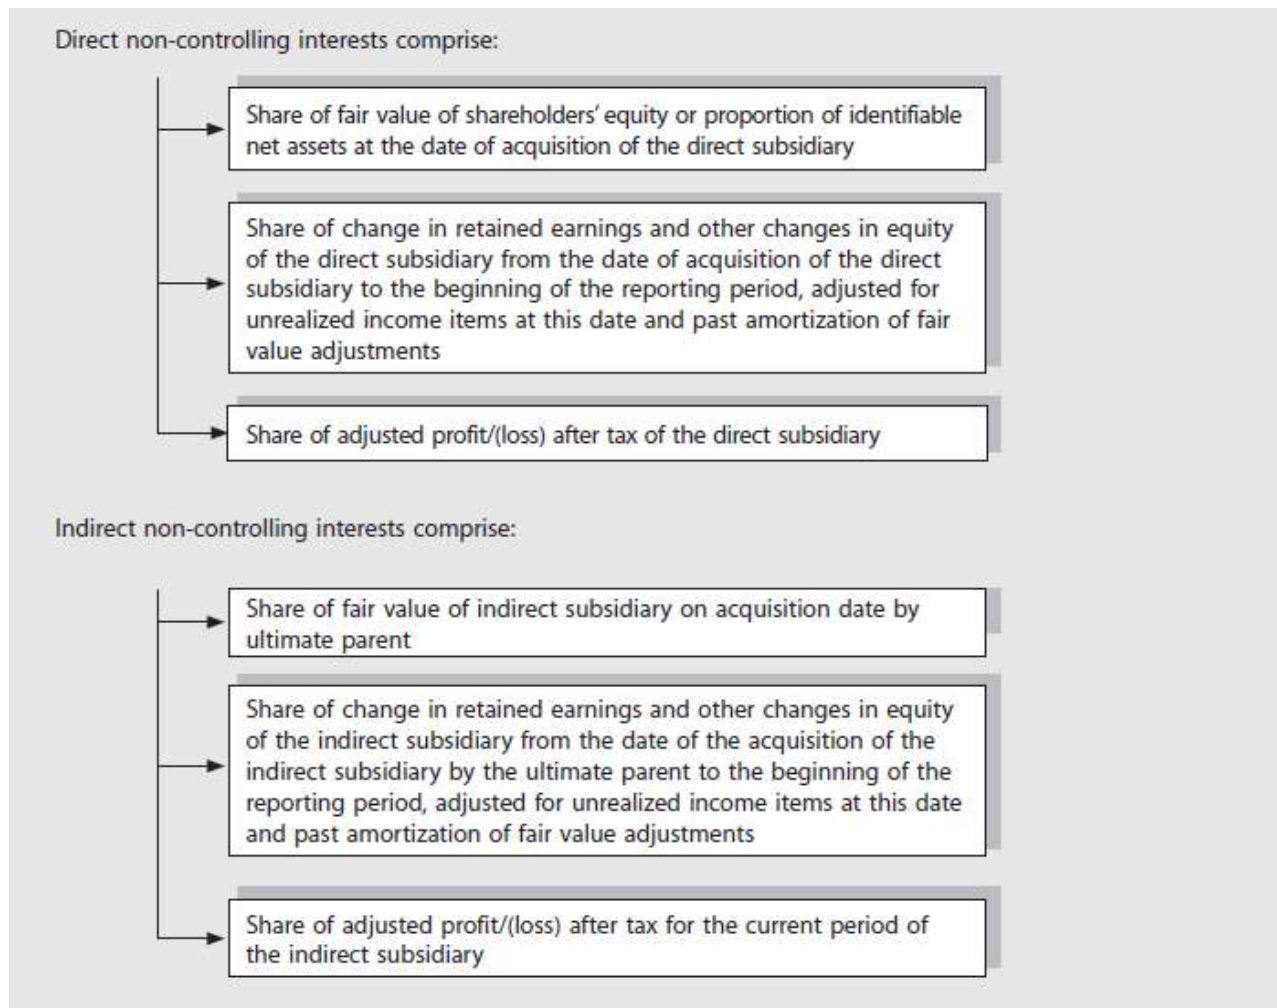 Direct non-controlling interests comprise:
Share of fair value of shareholders' equity or proportion of identifiable
net assets at the date of acquisition of the direct subsidiary
Share of change in retained earnings and other changes in equity
of the direct subsidiary from the date of acquisition of the direct
subsidiary to the beginning of the reporting period, adjusted for
unrealized income items at this date and past amortization of fair
value adjustments
Share of adjusted profit/(loss) after tax of the direct subsidiary
Indirect non-controlling interests comprise:
Share of fair value of indirect subsidiary on acquisition date by
ultimate parent
Share of change in retained earnings and other changes in equity
of the indirect subsidiary from the date of the acquisition of the
indirect subsidiary by the ultimate parent to the beginning of the
reporting period, adjusted for unrealized income items at this date
and past amortization of fair value adjustments
Share of adjusted profit/(loss) after tax for the current period of
the indirect subsidiary